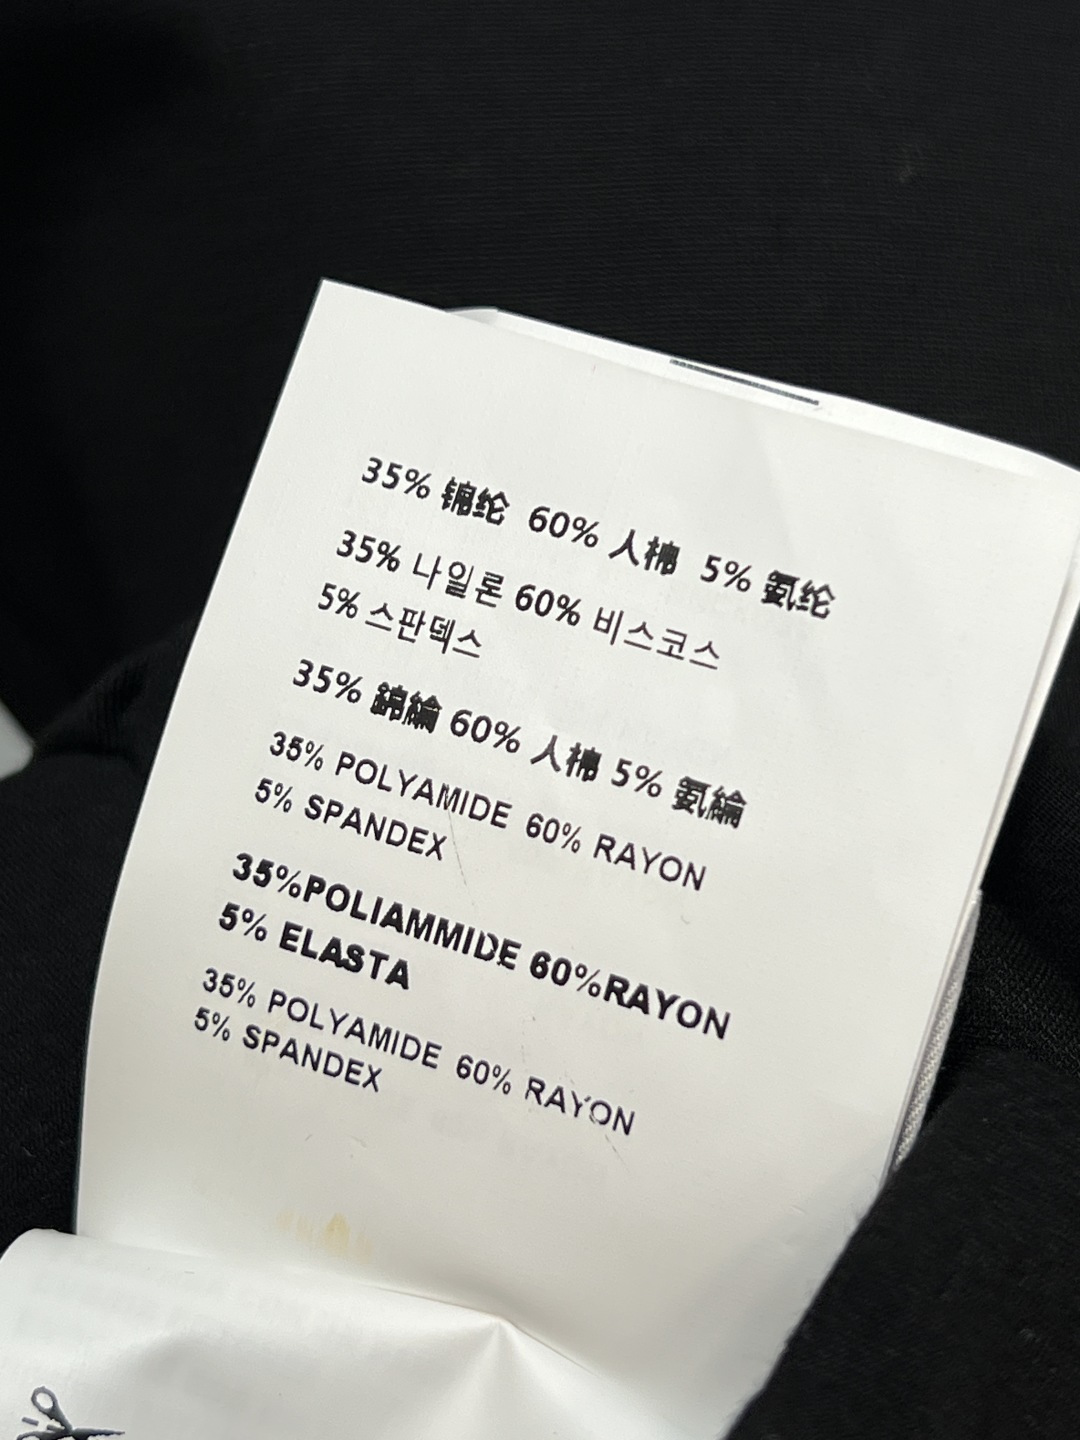 35% 锦纶 60% 人棉 5% 氨纶
35% 나일론 60% 비스코스
5% 스판덱스
35% 錦綸 60% 人棉 5% 氨綸
35% POLYAMIDE 60% RAYON
5% SPANDEX
35%POLIAMMIDE 60%RAYON
5% ELASTA
35% POLYAMIDE 60% RAYON
5% SPANDEX